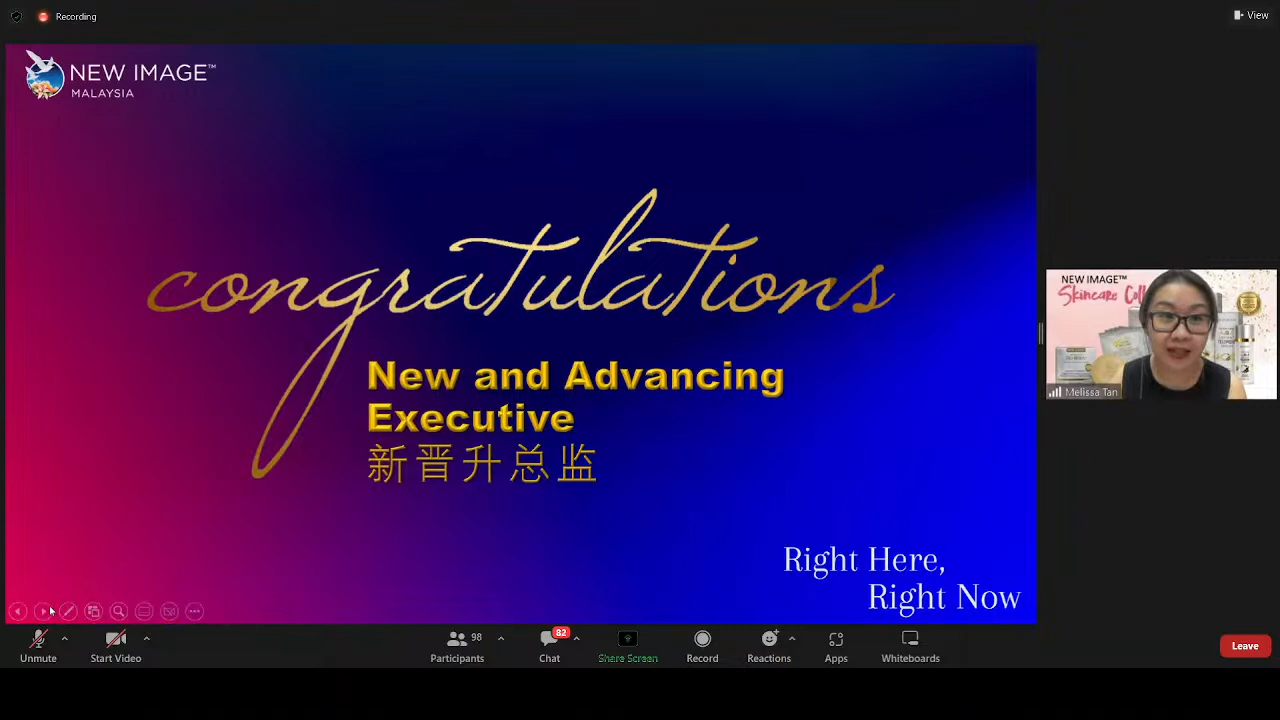 Recording
View
NEW IMAGE™
MALAYSIA
congratulations
New and Advancing
Executive
新晋升总监
Right Here,
Right Now
NEW IMAGE™
Skincare
Melissa Tan
98
82
Unmute
Start Video
Participants
Chat
Share Screen
Record
Reactions
Apps
Whiteboards
Leave